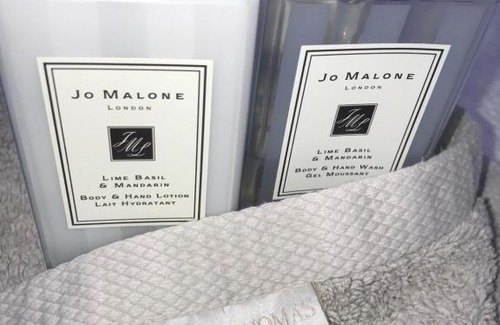 JO MALONE
LONDON
JML
LIME BASIL
& MANDARIN
BODY & HAND LOTION
LAIT HYDRATANT
JO MALONE
LONDON
JML
LIME BASIL
& MANDARIN
BODY & HAND WASH
GEL MOUSSANT